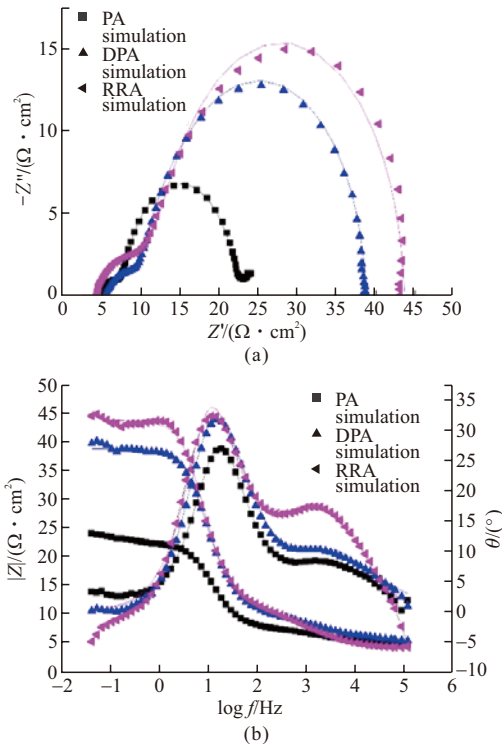 ■ PA
simulation
▲ DPA
simulation
◀ RRA
simulation
15
10
5
0
−Z″/(Ω · cm²)
0 5 10 15 20 25 30 35 40 45 50
Z′/(Ω · cm²)
(a)
50
45
40
35
30
25
20
15
10
5
0
|Z|/(Ω · cm²)
■ PA
simulation
▲ DPA
simulation
◀ RRA
simulation
35
30
25
20
15
10
5
0
−5
−10
θ/(°)
−2 −1 0 1 2 3 4 5 6
log f/Hz
(b)